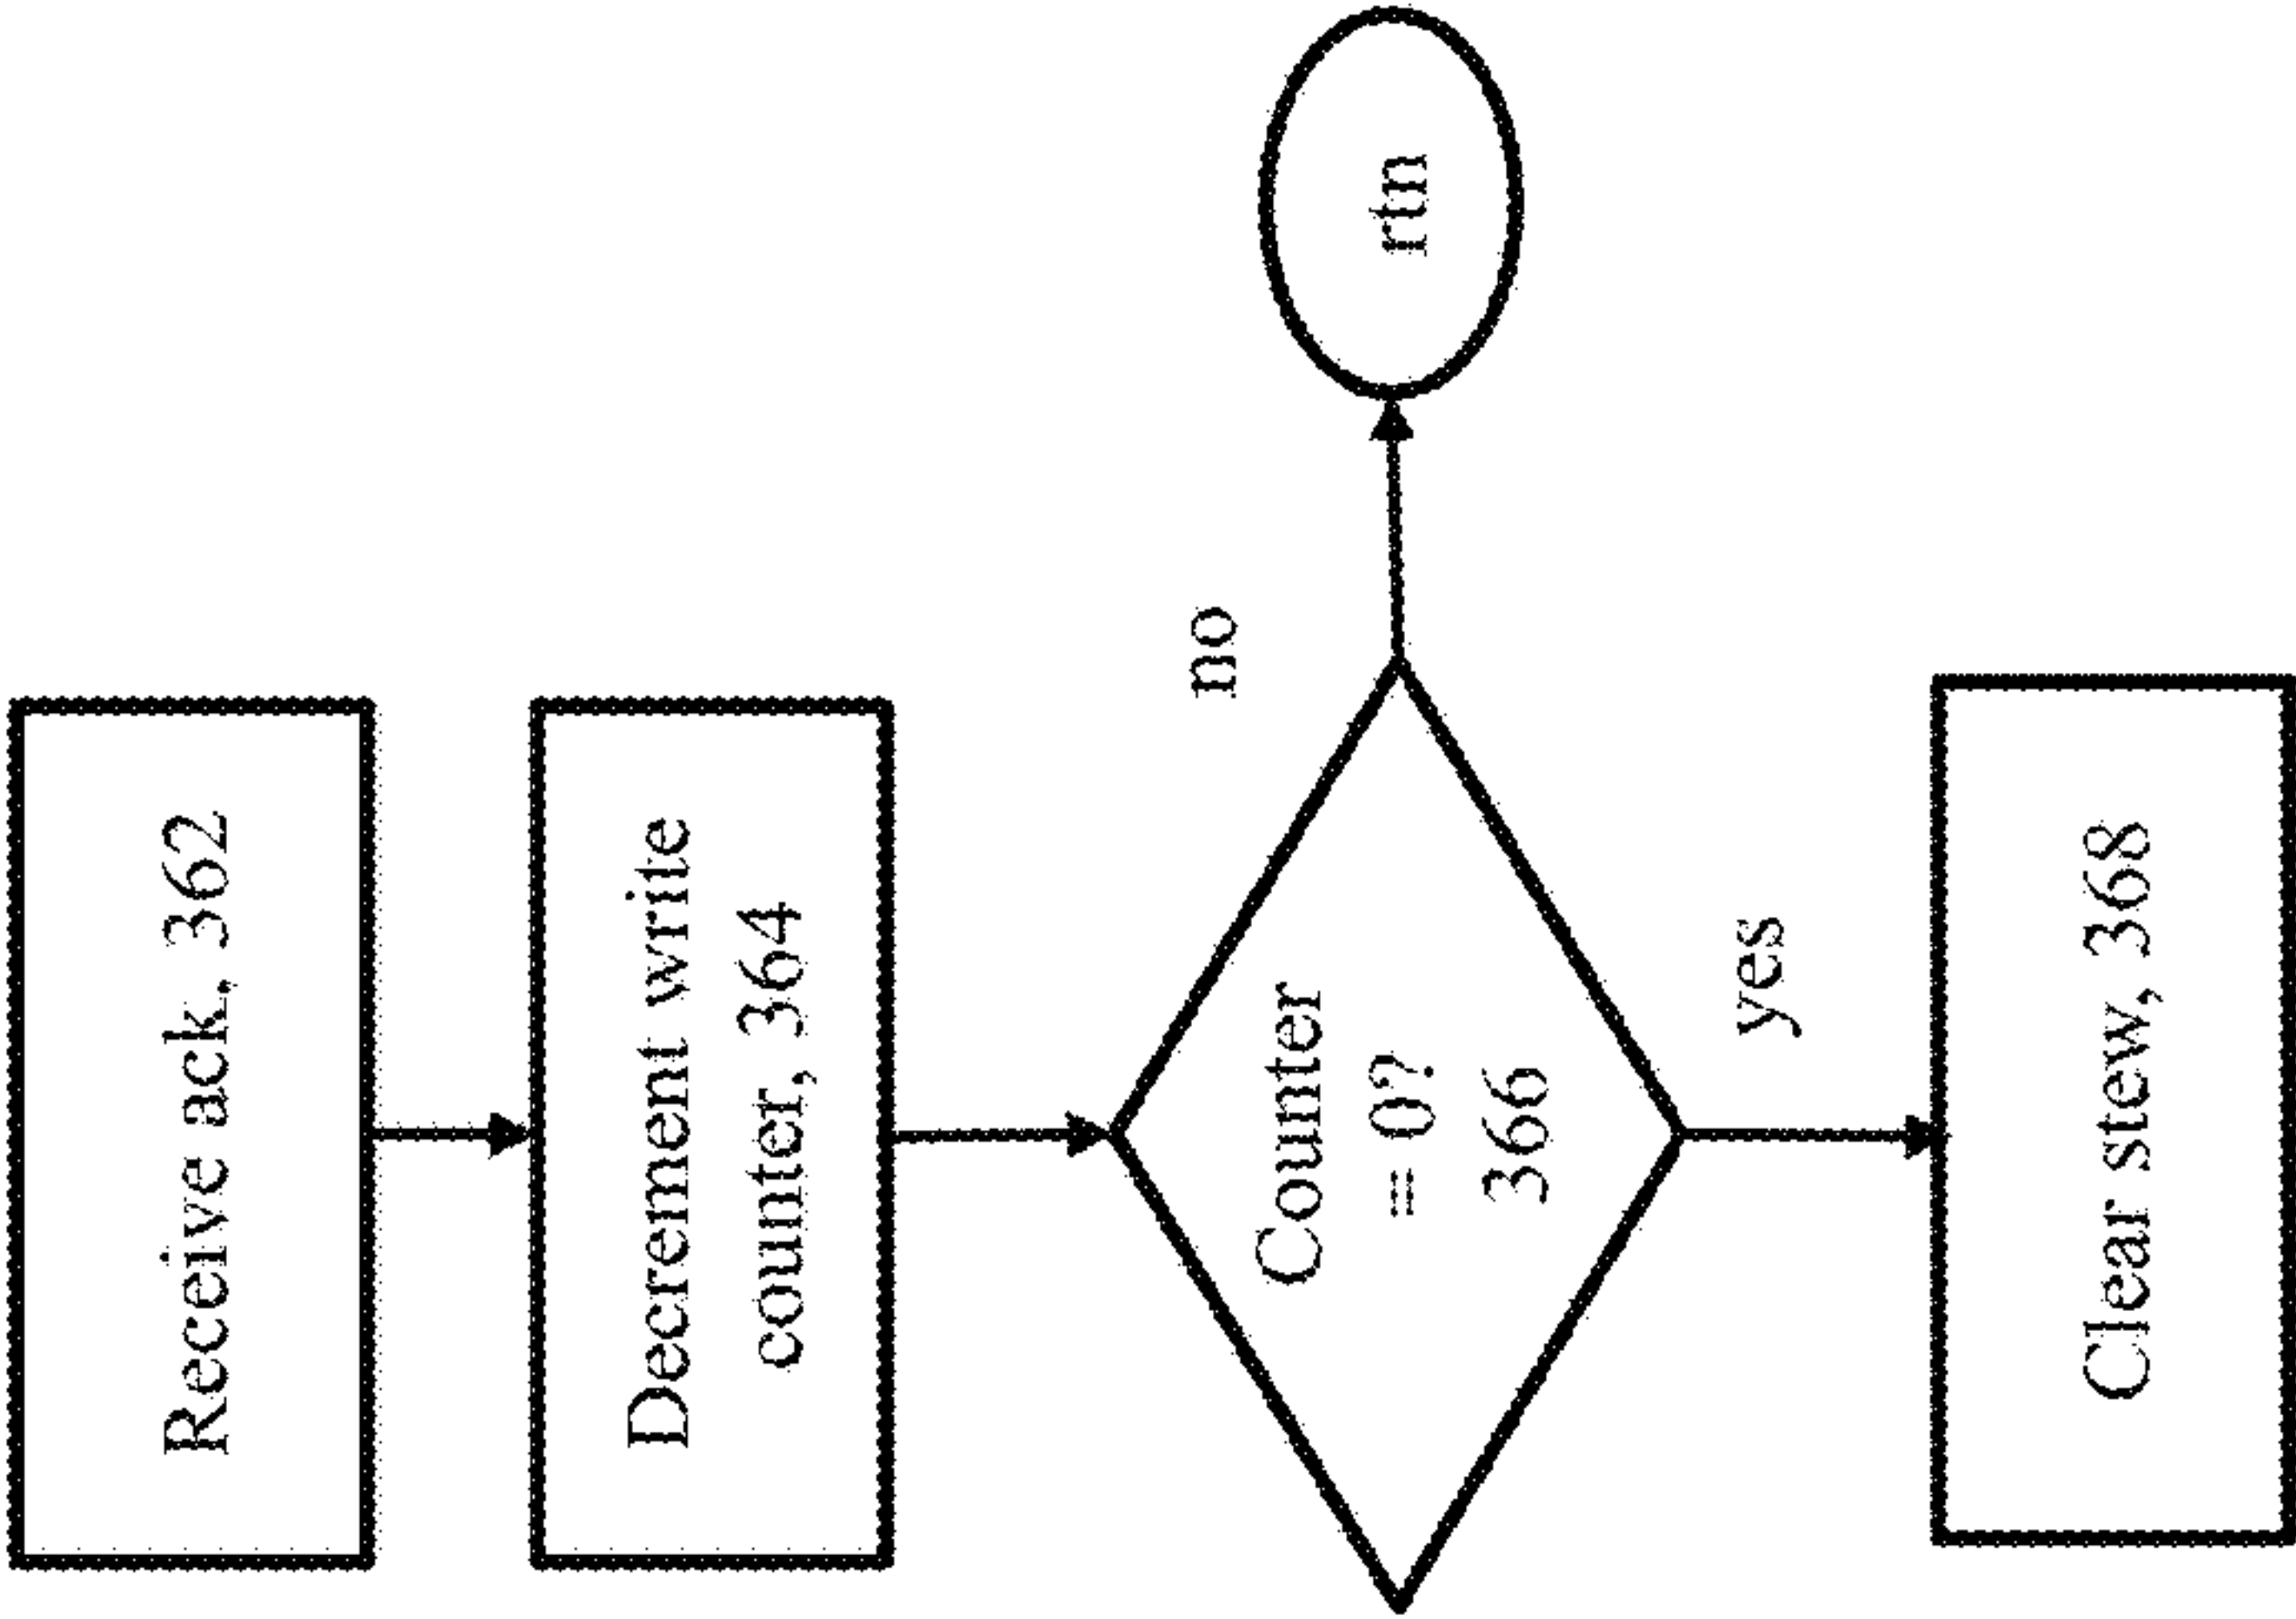 Receive ack, 362
Decrement write
counter, 364
Counter
== 0?
366
no
rtn
yes
Clear stew, 368